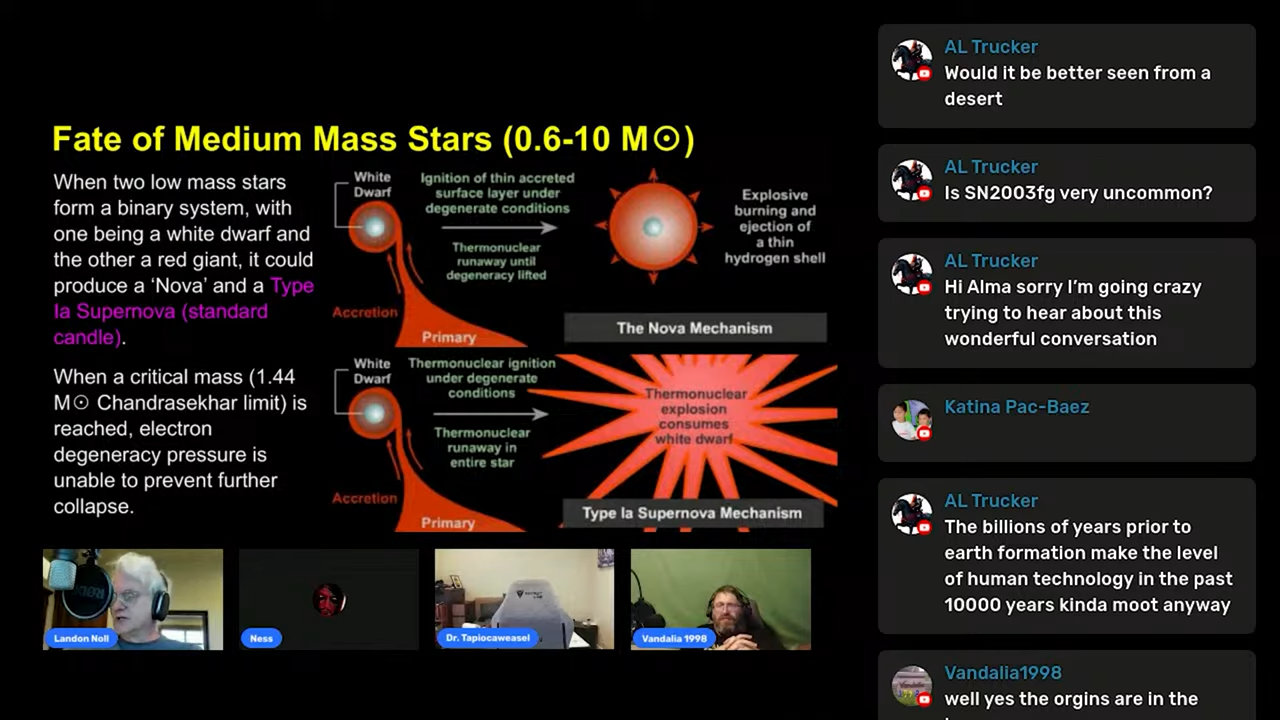 Fate of Medium Mass Stars (0.6-10 M☉)
When two low mass stars
form a binary system, with
one being a white dwarf and
the other a red giant, it could
produce a ‘Nova’ and a Type
Ia Supernova (standard
candle).
When a critical mass (1.44
M☉ Chandrasekhar limit) is
reached, electron
degeneracy pressure is
unable to prevent further
collapse.
White
Dwarf
Ignition of thin accreted
surface layer under
degenerate conditions
Thermonuclear
runaway until
degeneracy lifted
Explosive
burning and
ejection of
a thin
hydrogen shell
Accretion
Primary
The Nova Mechanism
White
Dwarf
Thermonuclear ignition
under degenerate
conditions
Thermonuclear
runaway in
entire star
Thermonuclear
explosion
consumes
white dwarf
Accretion
Primary
Type Ia Supernova Mechanism
Landon Noll
Ness
Dr. Tapiocaweasel
Vandalia 1998
AL Trucker
Would it be better seen from a
desert
AL Trucker
Is SN2003fg very uncommon?
AL Trucker
Hi Alma sorry I’m going crazy
trying to hear about this
wonderful conversation
Katina Pac-Baez
AL Trucker
The billions of years prior to
earth formation make the level
of human technology in the past
10000 years kinda moot anyway
Vandalia1998
well yes the orgins are in the